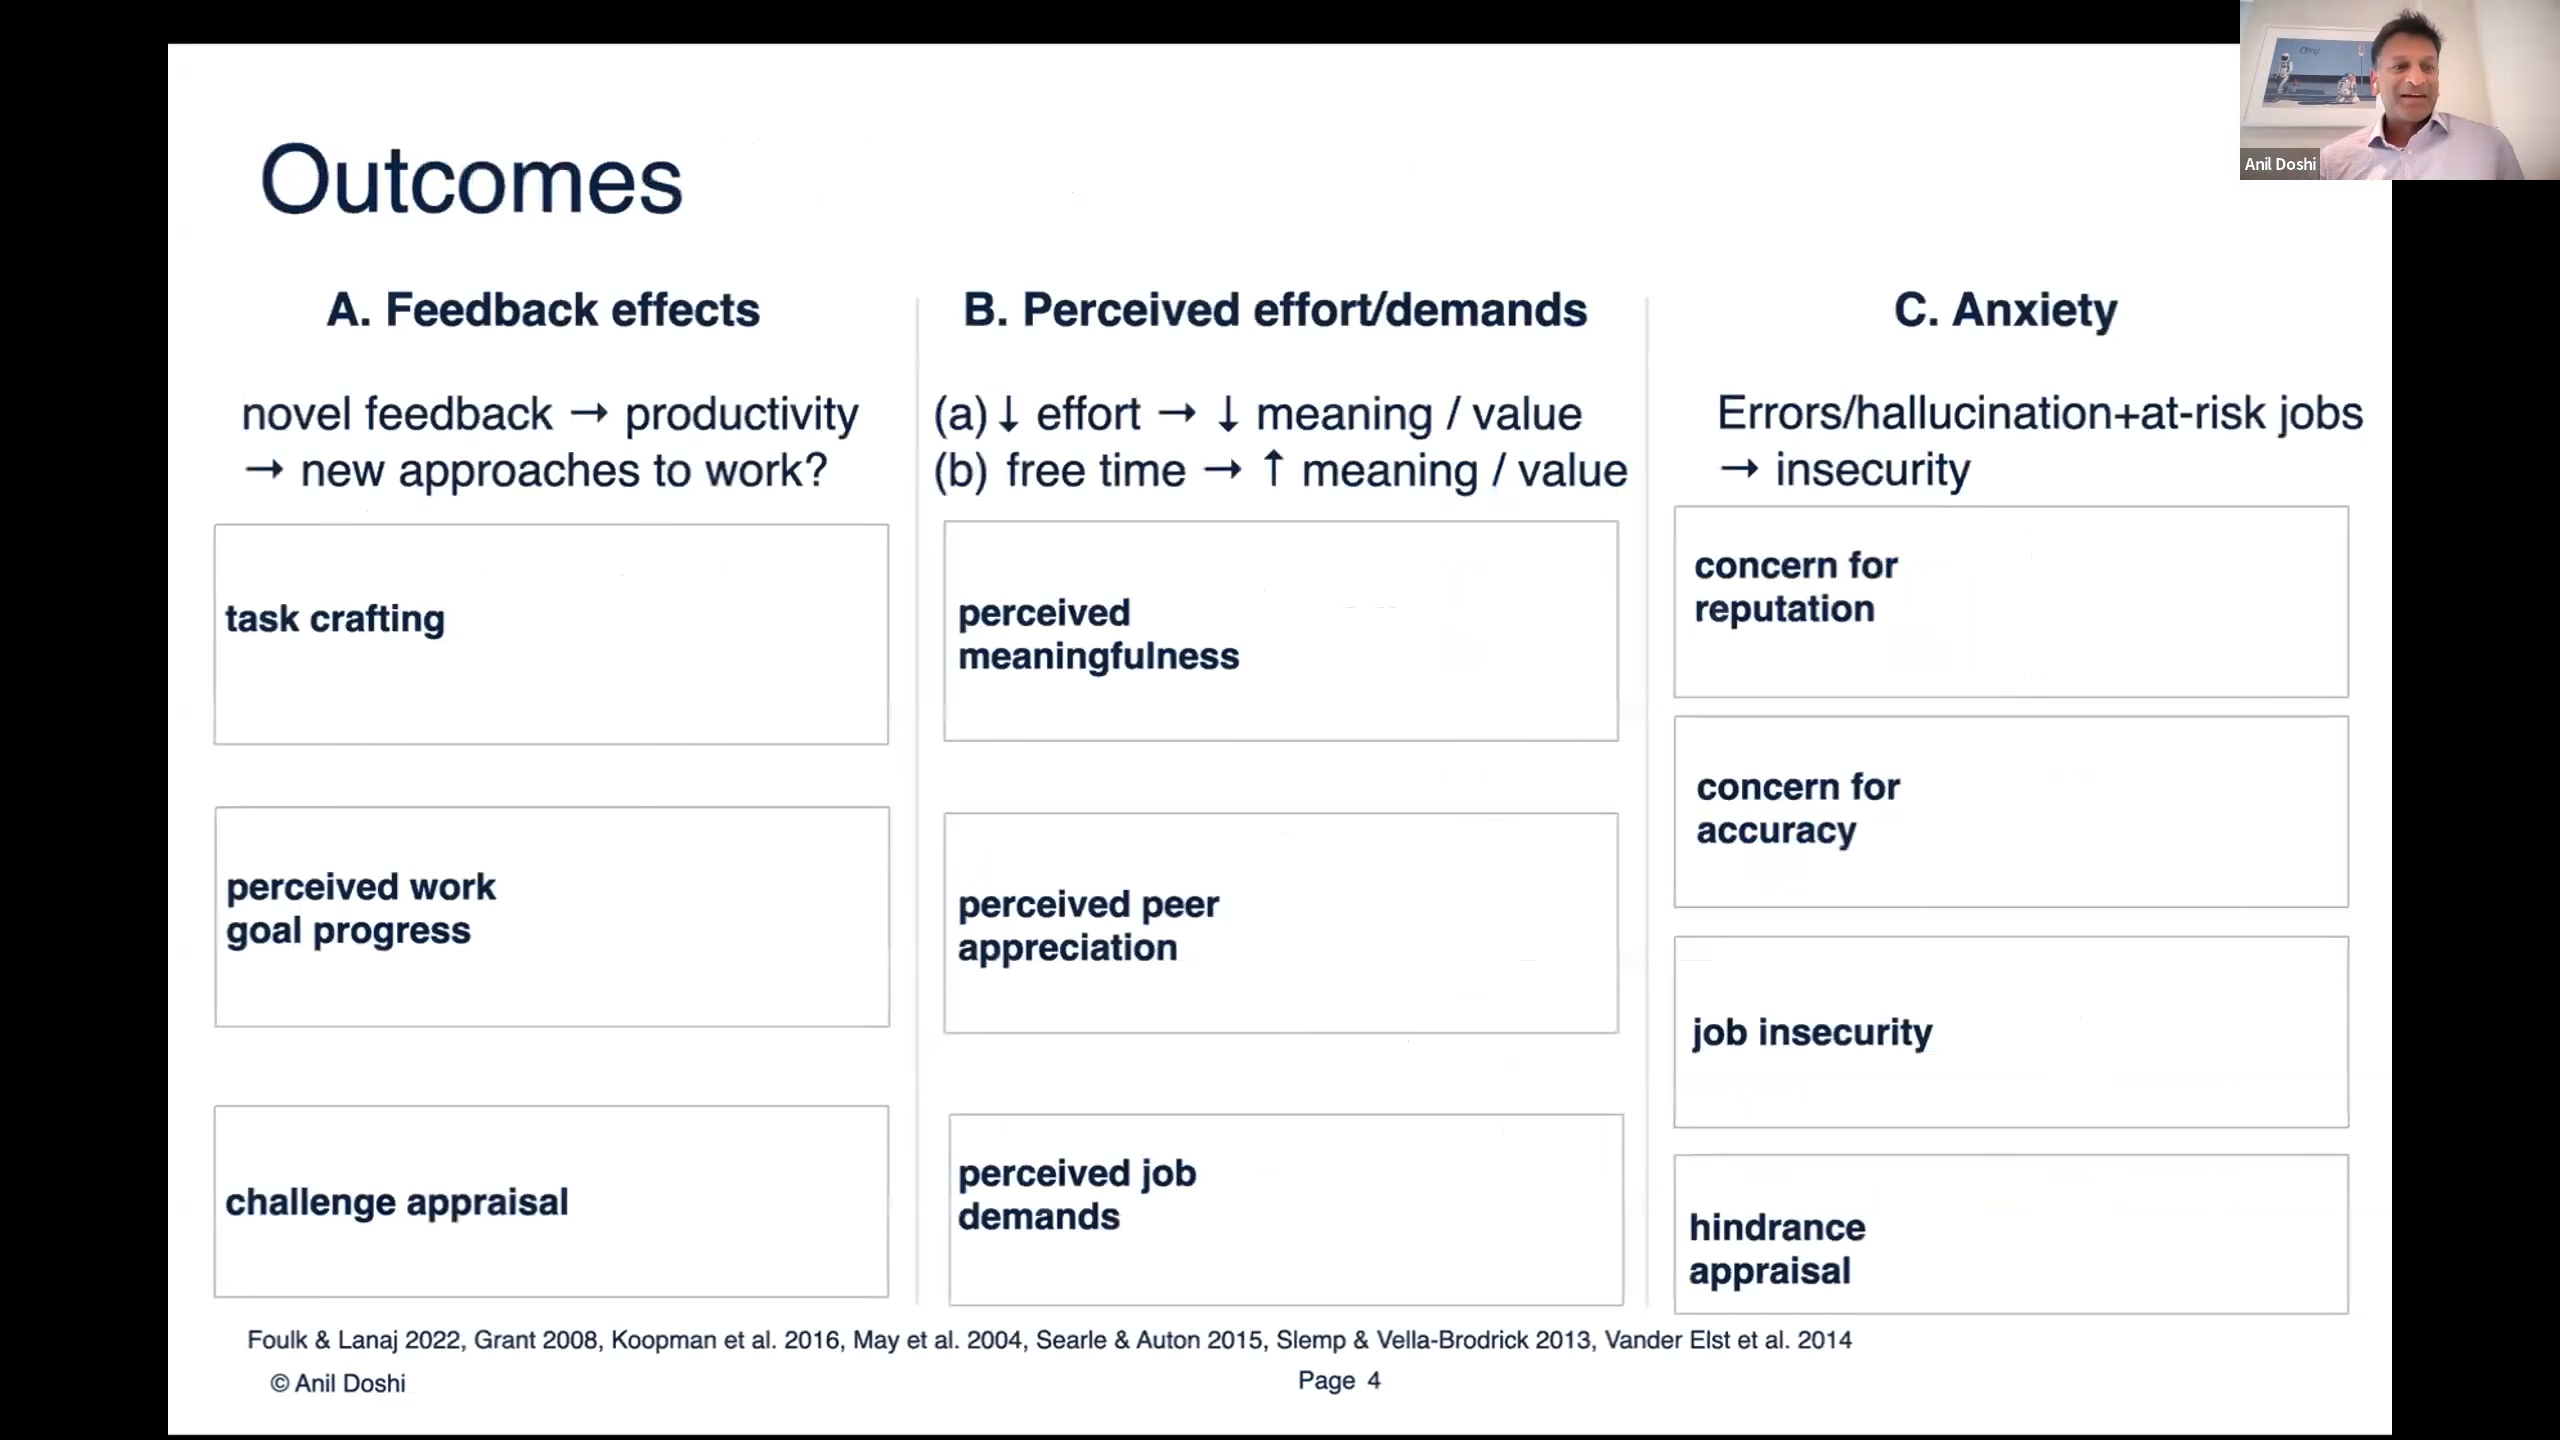 Outcomes
A. Feedback effects
novel feedback → productivity
→ new approaches to work?
task crafting
perceived work
goal progress
challenge appraisal
B. Perceived effort/demands
(a)↓ effort → ↓ meaning / value
(b) free time → ↑ meaning / value
perceived
meaningfulness
perceived peer
appreciation
perceived job
demands
C. Anxiety
Errors/hallucination+at-risk jobs
→ insecurity
concern for
reputation
concern for
accuracy
job insecurity
hindrance
appraisal
Foulk & Lanaj 2022, Grant 2008, Koopman et al. 2016, May et al. 2004, Searle & Auton 2015, Slemp & Vella-Brodrick 2013, Vander Elst et al. 2014
© Anil Doshi
Page 4
Anil Doshi